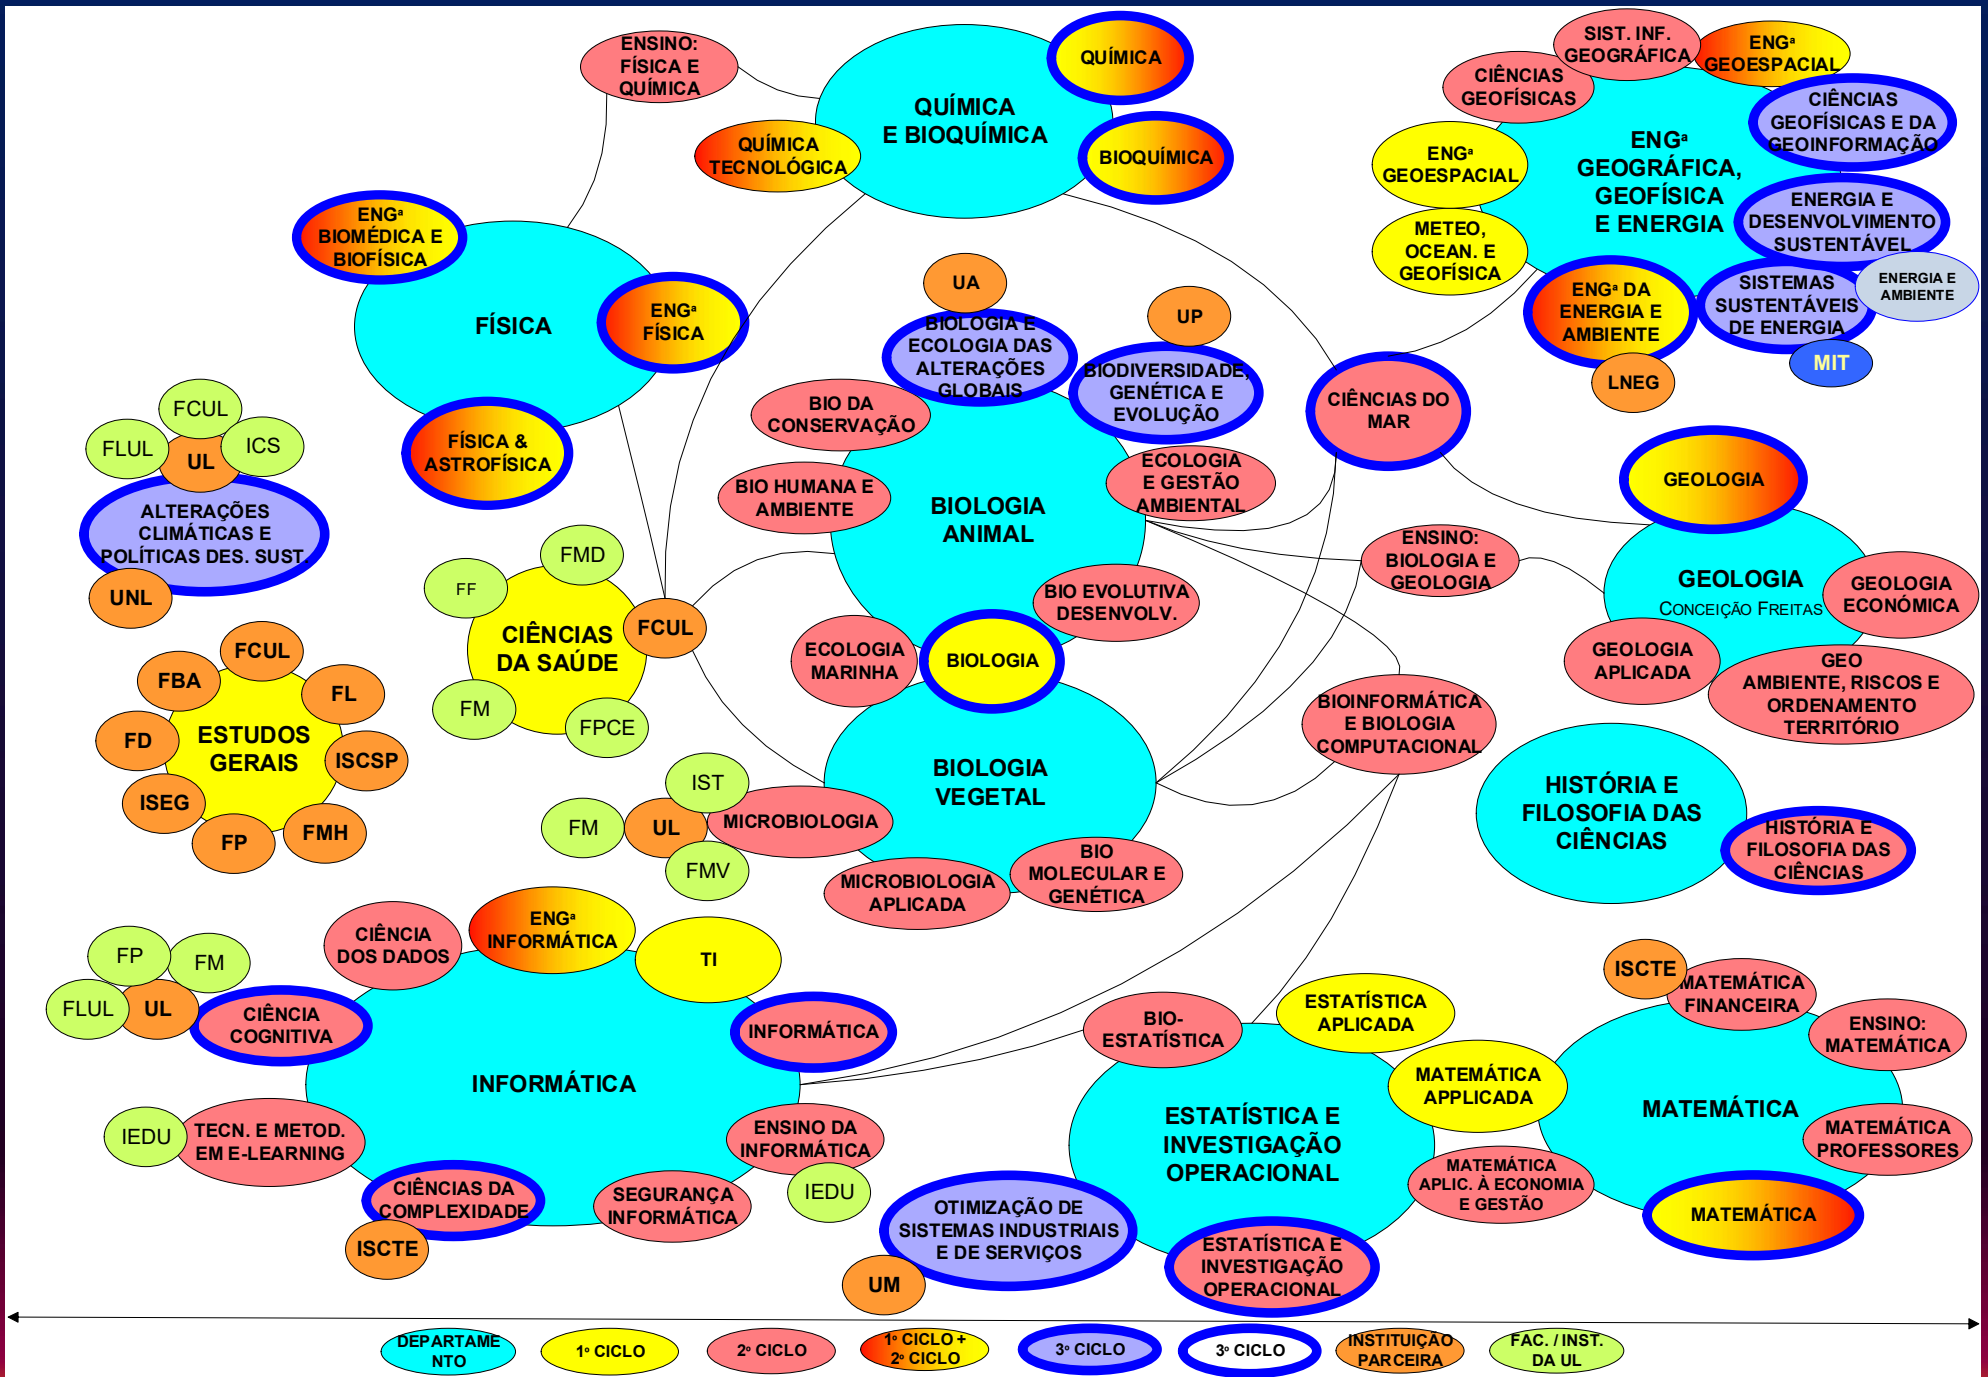 ENSINO:
FÍSICA E
QUÍMICA
QUÍMICA
E BIOQUÍMICA
QUÍMICA
QUÍMICA
TECNOLÓGICA
BIOQUÍMICA
SIST. INF.
GEOGRÁFICA
ENGª
GEOESPACIAL
CIÊNCIAS
GEOFÍSICAS
CIÊNCIAS
GEOFÍSICAS E DA
GEOINFORMAÇÃO
ENGª
GEOESPACIAL
ENGª
GEOGRÁFICA,
GEOFÍSICA
E ENERGIA
ENERGIA E
DESENVOLVIMENTO
SUSTENTÁVEL
METEO,
OCEAN. E
GEOFÍSICA
ENGª DA
ENERGIA E
AMBIENTE
SISTEMAS
SUSTENTÁVEIS
DE ENERGIA
ENERGIA E
AMBIENTE
MIT
LNEG
ENGª
BIOMÉDICA E
BIOFÍSICA
FÍSICA
ENGª
FÍSICA
FÍSICA &
ASTROFÍSICA
UA
BIOLOGIA E
ECOLOGIA DAS
ALTERAÇÕES
GLOBAIS
UP
BIODIVERSIDADE,
GENÉTICA E
EVOLUÇÃO
BIO DA
CONSERVAÇÃO
CIÊNCIAS DO
MAR
BIO HUMANA E
AMBIENTE
BIOLOGIA
ANIMAL
ECOLOGIA
E GESTÃO
AMBIENTAL
FCUL
FLUL
UL
ICS
ALTERAÇÕES
CLIMÁTICAS E
POLÍTICAS DES. SUST.
UNL
GEOLOGIA
ENSINO:
BIOLOGIA E
GEOLOGIA
GEOLOGIA
CONCEIÇÃO FREITAS
GEOLOGIA
ECONÓMICA
GEOLOGIA
APLICADA
GEO
AMBIENTE, RISCOS E
ORDENAMENTO
TERRITÓRIO
FMD
FF
CIÊNCIAS
DA SAÚDE
FCUL
FM
FPCE
BIO EVOLUTIVA
DESENVOLV.
ECOLOGIA
MARINHA
BIOLOGIA
FCUL
FBA
FL
FD
ESTUDOS
GERAIS
ISCSP
ISEG
FP
FMH
BIOINFORMÁTICA
E BIOLOGIA
COMPUTACIONAL
BIOLOGIA
VEGETAL
IST
FM
UL
MICROBIOLOGIA
FMV
MICROBIOLOGIA
APLICADA
BIO
MOLECULAR E
GENÉTICA
HISTÓRIA E
FILOSOFIA DAS
CIÊNCIAS
HISTÓRIA E
FILOSOFIA DAS
CIÊNCIAS
CIÊNCIA
DOS DADOS
ENGª
INFORMÁTICA
TI
FP
FM
FLUL
UL
CIÊNCIA
COGNITIVA
INFORMÁTICA
INFORMÁTICA
IEDU
TECN. E METOD.
EM E-LEARNING
ENSINO DA
INFORMÁTICA
IEDU
CIÊNCIAS DA
COMPLEXIDADE
ISCTE
SEGURANÇA
INFORMÁTICA
BIO-
ESTATÍSTICA
ESTATÍSTICA
APLICADA
MATEMÁTICA
APPLICADA
ESTATÍSTICA E
INVESTIGAÇÃO
OPERACIONAL
MATEMÁTICA
APLIC. À ECONOMIA
E GESTÃO
OTIMIZAÇÃO DE
SISTEMAS INDUSTRIAIS
E DE SERVIÇOS
UM
ESTATÍSTICA E
INVESTIGAÇÃO
OPERACIONAL
ISCTE
MATEMÁTICA
FINANCEIRA
ENSINO:
MATEMÁTICA
MATEMÁTICA
MATEMÁTICA
PROFESSORES
MATEMÁTICA
DEPARTAME
NTO
1º CICLO
2º CICLO
1º CICLO +
2º CICLO
3º CICLO
3º CICLO
INSTITUIÇÃO
PARCEIRA
FAC. / INST.
DA UL